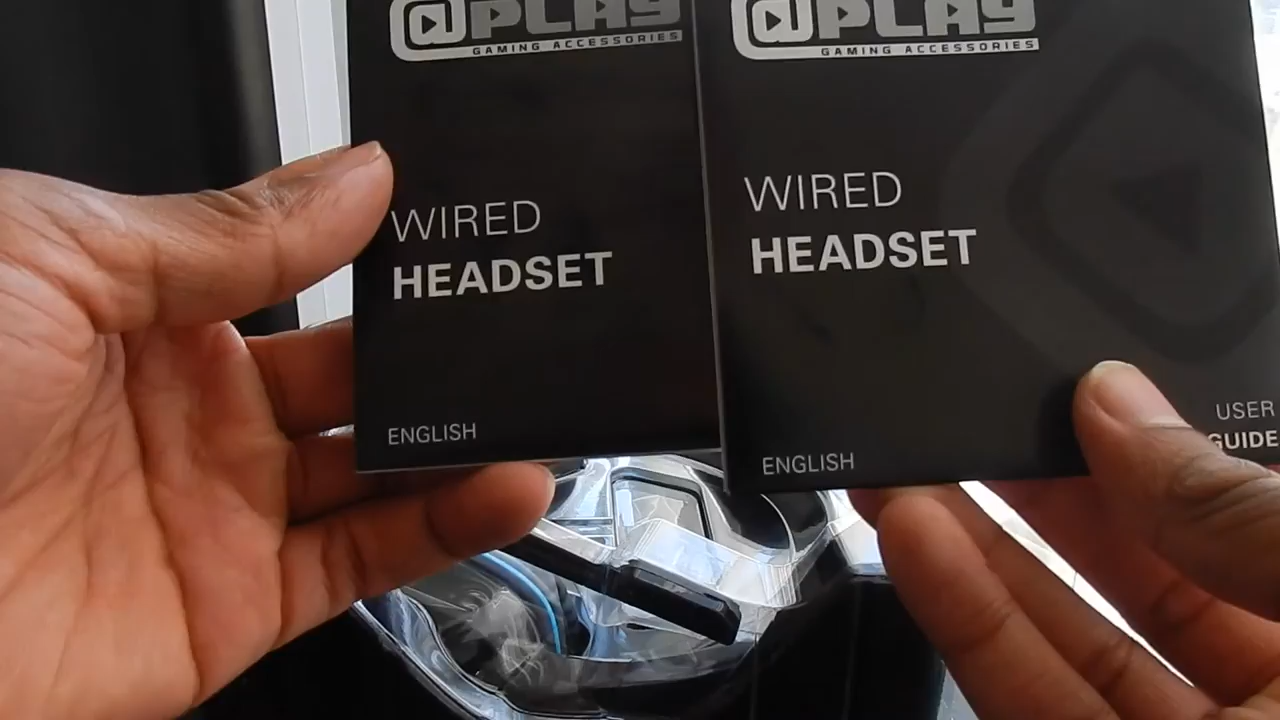 @PLAY
GAMING ACCESSORIES
WIRED
HEADSET
ENGLISH
@PLAY
GAMING ACCESSORIES
WIRED
HEADSET
ENGLISH
USER
GUIDE